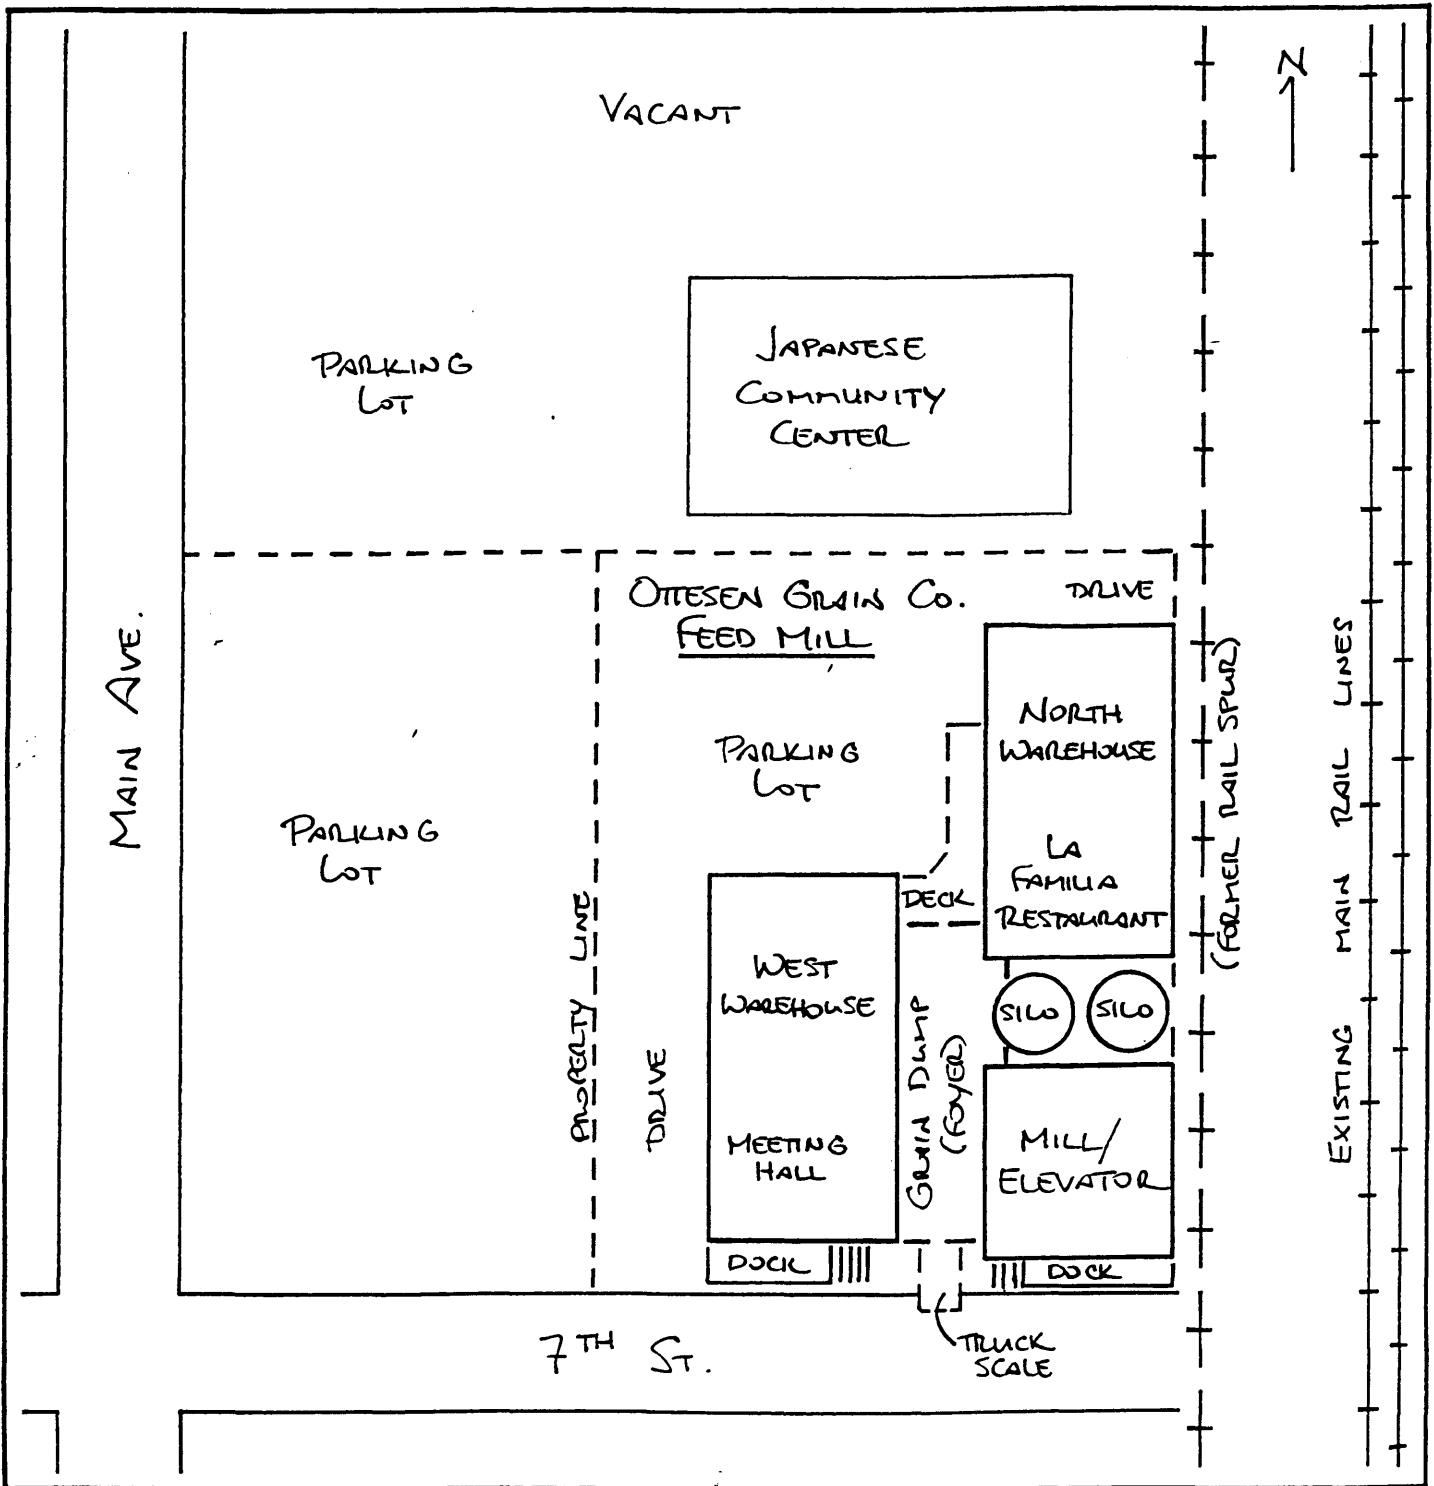 N
VACANT
JAPANESE
COMMUNITY
CENTER
PARKING
LOT
OTTESEN GRAIN CO.
FEED MILL
DRIVE
MAIN AVE.
PARKING
LOT
PARKING
LOT
NORTH
WAREHOUSE
LA
FAMILIA
RESTAURANT
(FORMER RAIL SPUR)
EXISTING MAIN RAIL LINES
DECK
PROPERTY LINE
DRIVE
WEST
WAREHOUSE
MEETING
HALL
GRAIN DUMP
(FOYER)
SILO
SILO
MILL/
ELEVATOR
DOCK
DOCK
TRUCK
SCALE
7TH ST.